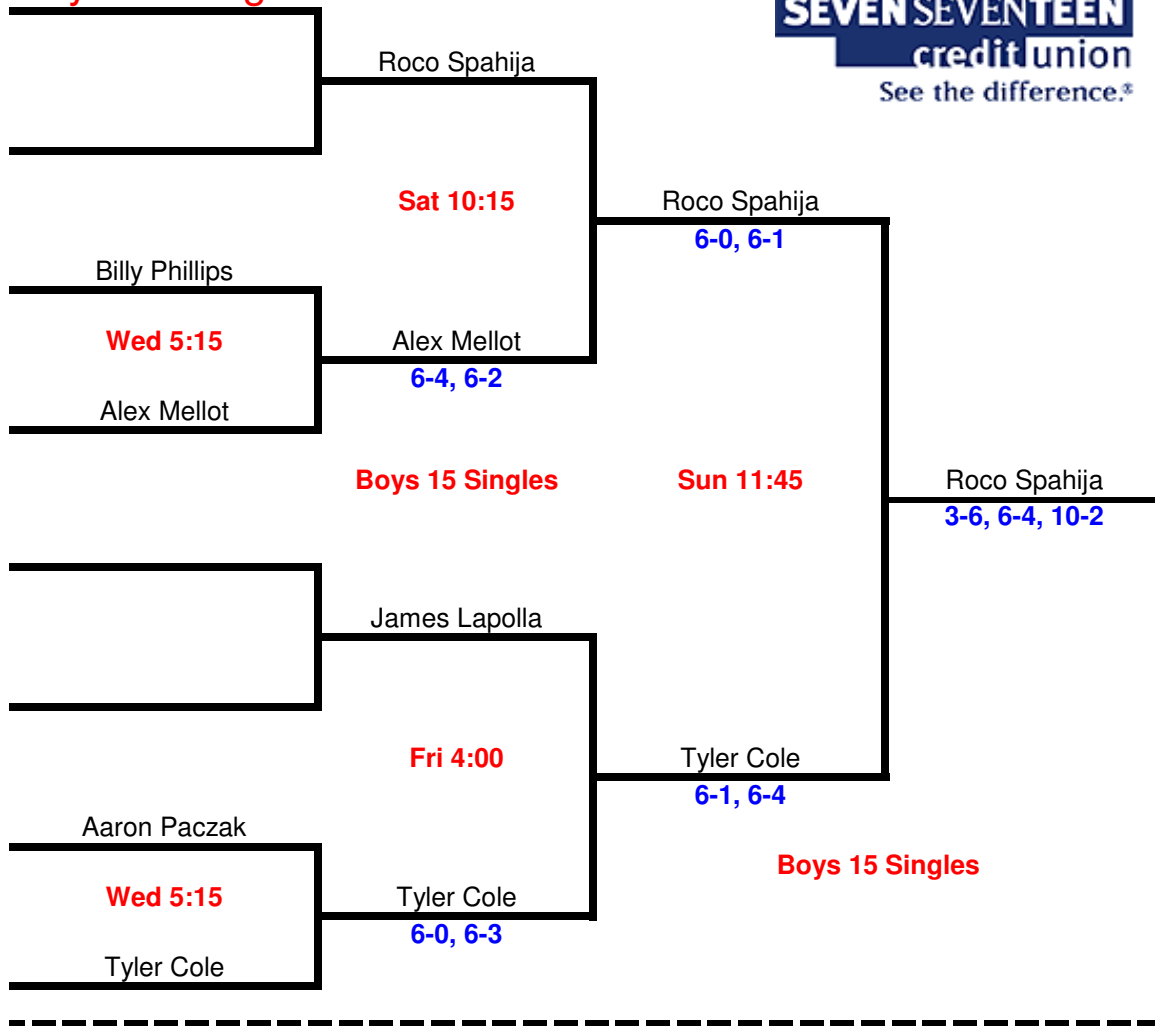 SEVEN SEVENTEEN
credit union
See the difference.®
Roco Spahija
Sat 10:15
Roco Spahija
6-0, 6-1
Billy Phillips
Wed 5:15
Alex Mellot
6-4, 6-2
Alex Mellot
Boys 15 Singles
Sun 11:45
Roco Spahija
3-6, 6-4, 10-2
James Lapolla
Fri 4:00
Tyler Cole
6-1, 6-4
Aaron Paczak
Boys 15 Singles
Wed 5:15
Tyler Cole
6-0, 6-3
Tyler Cole